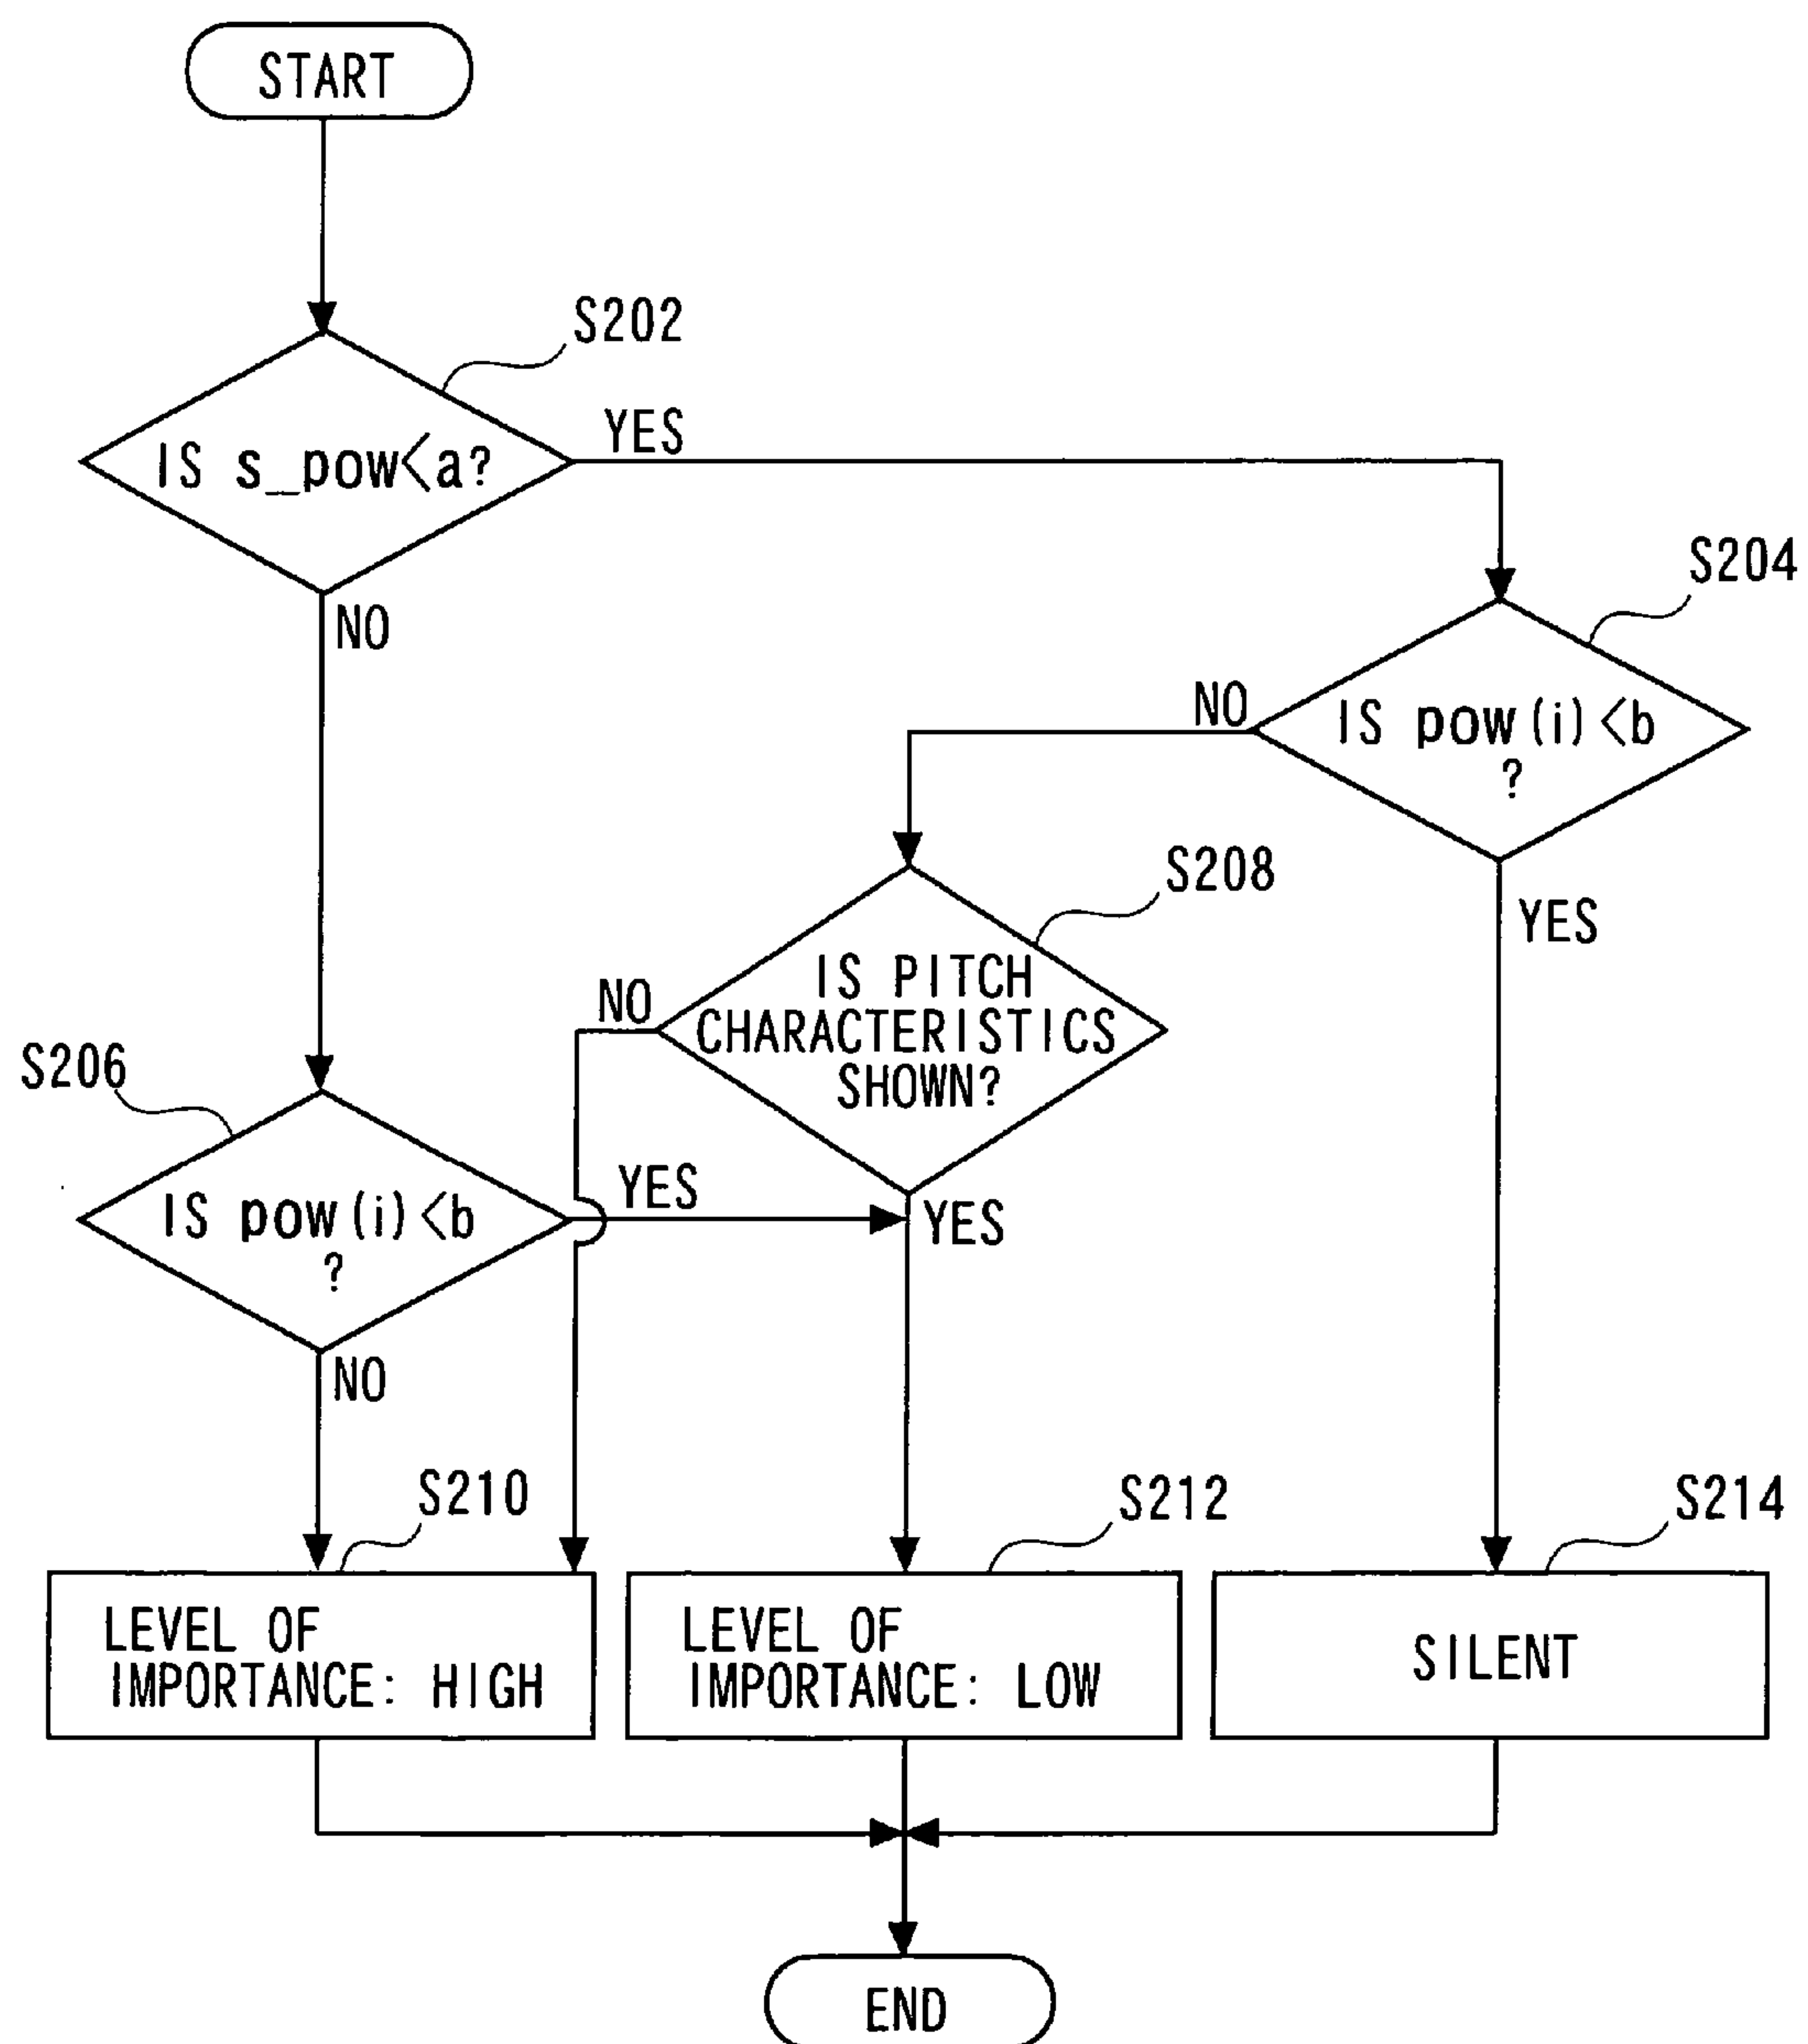 START
S202
YES
IS s_pow<a?
S204
NO
NO
IS pow(i)<b
?
S208
YES
IS PITCH
CHARACTERISTICS
SHOWN?
NO
S206
YES
YES
IS pow(i)<b
?
NO
S210
S212
S214
LEVEL OF
IMPORTANCE: HIGH
LEVEL OF
IMPORTANCE: LOW
SILENT
END